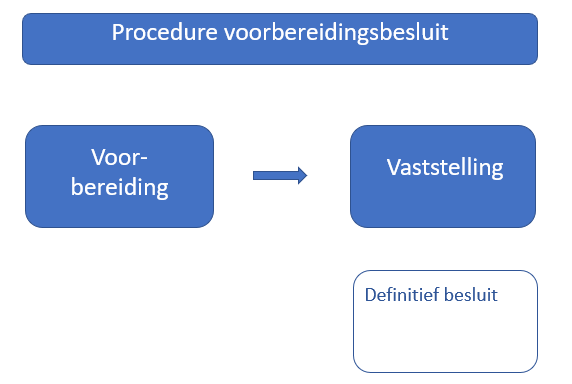 Procedure voorbereidingsbesluit
Voor-
bereiding
Vaststelling
Definitief besluit